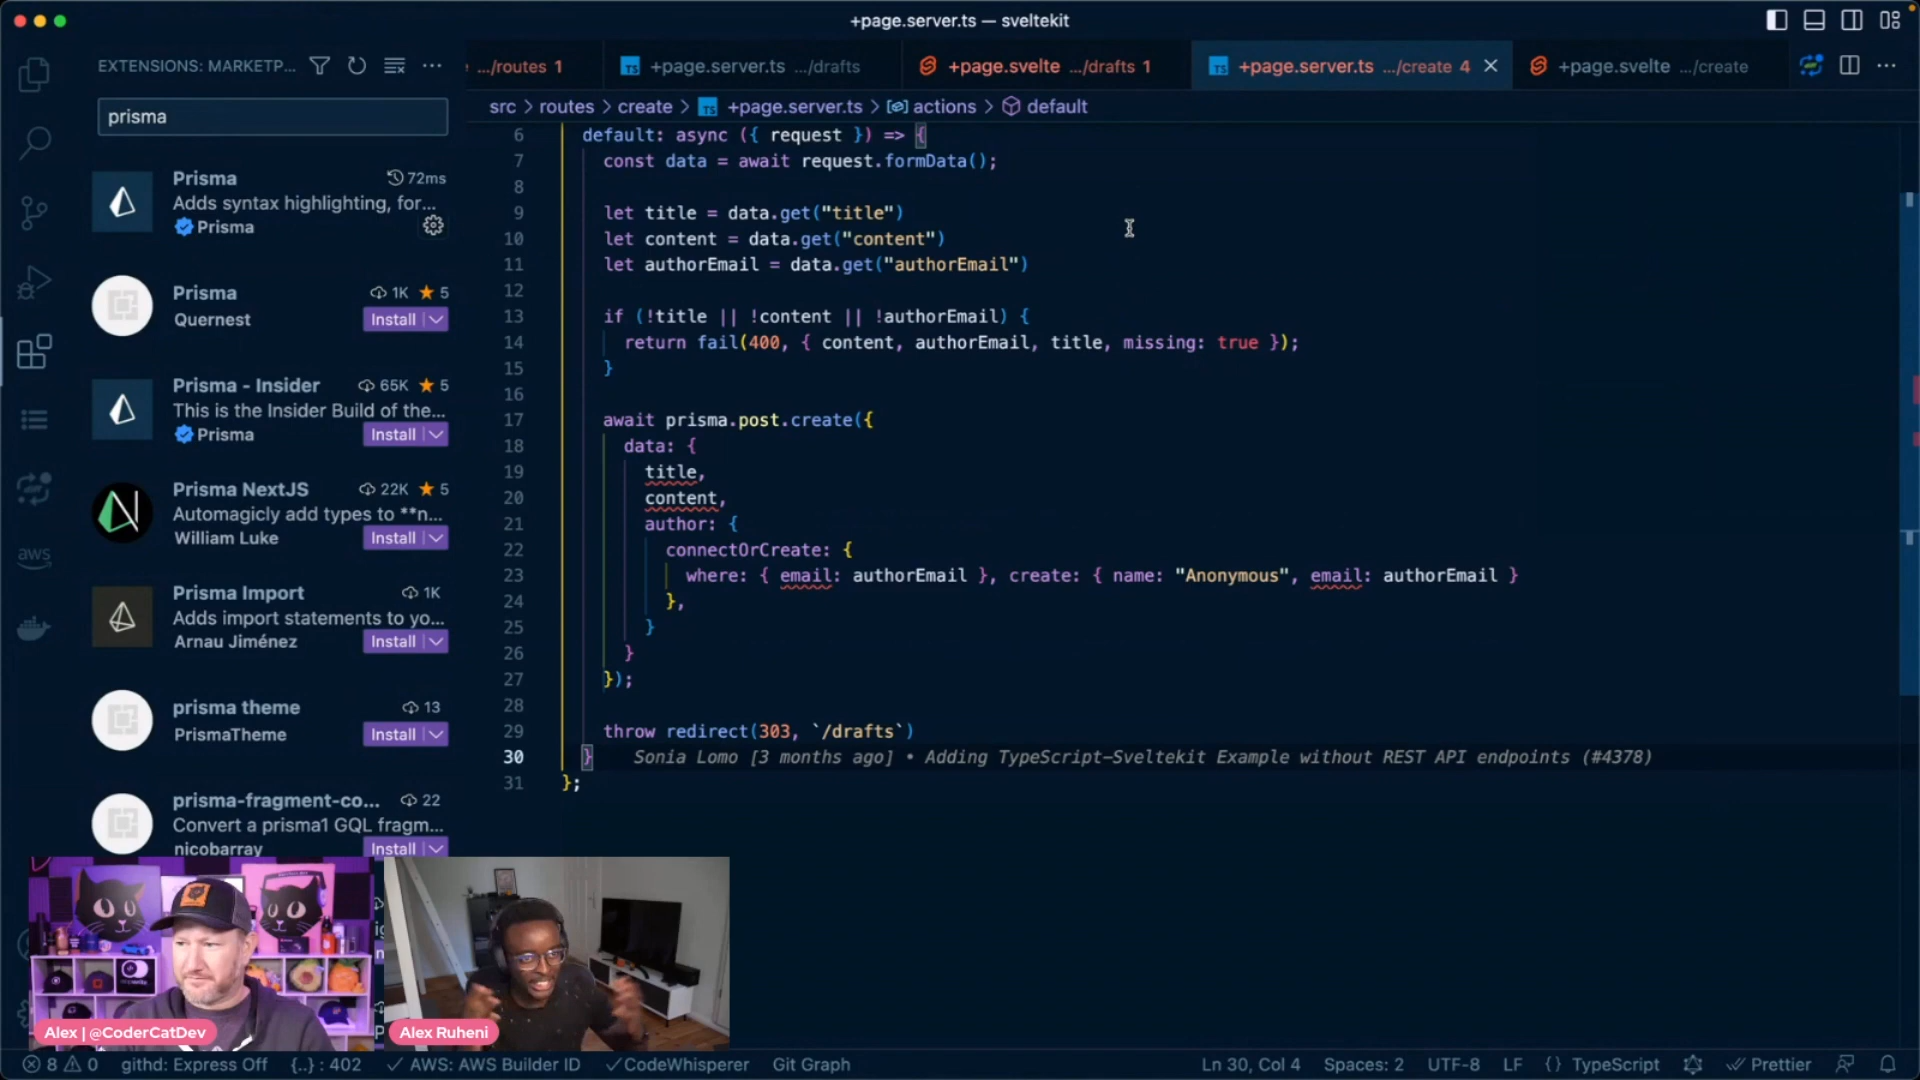 +page.server.ts — sveltekit
EXTENSIONS: MARKETP...
.../routes 1
TS +page.server.ts .../drafts
+page.svelte .../drafts 1
TS +page.server.ts .../create 4
+page.svelte .../create
prisma
src > routes > create > TS +page.server.ts > actions > default
Prisma 72ms
Adds syntax highlighting, for...
Prisma
Prisma 1K ★ 5
Quernest Install
Prisma - Insider 65K ★ 5
This is the Insider Build of the...
Prisma Install
Prisma NextJS 22K ★ 5
Automagicly add types to **n...
William Luke Install
Prisma Import 1K
Adds import statements to yo...
Arnau Jiménez Install
prisma theme 13
PrismaTheme Install
prisma-fragment-co... 22
Convert a prisma1 GQL fragm...
nicobarray Install
aws
6 default: async ({ request }) => {
7 const data = await request.formData();
8
9 let title = data.get("title")
10 let content = data.get("content")
11 let authorEmail = data.get("authorEmail")
12
13 if (!title || !content || !authorEmail) {
14 return fail(400, { content, authorEmail, title, missing: true });
15 }
16
17 await prisma.post.create({
18 data: {
19 title,
20 content,
21 author: {
22 connectOrCreate: {
23 where: { email: authorEmail }, create: { name: "Anonymous", email: authorEmail }
24 },
25 }
26 }
27 });
28
29 throw redirect(303, `/drafts`)
30 } Sonia Lomo [3 months ago] • Adding TypeScript-Sveltekit Example without REST API endpoints (#4378)
31 };
Alex | @CoderCatDev
Alex Ruheni
8 0 githd: Express Off {..} : 402 ✓ AWS: AWS Builder ID ✓ CodeWhisperer Git Graph
Ln 30, Col 4 Spaces: 2 UTF-8 LF {} TypeScript Prettier